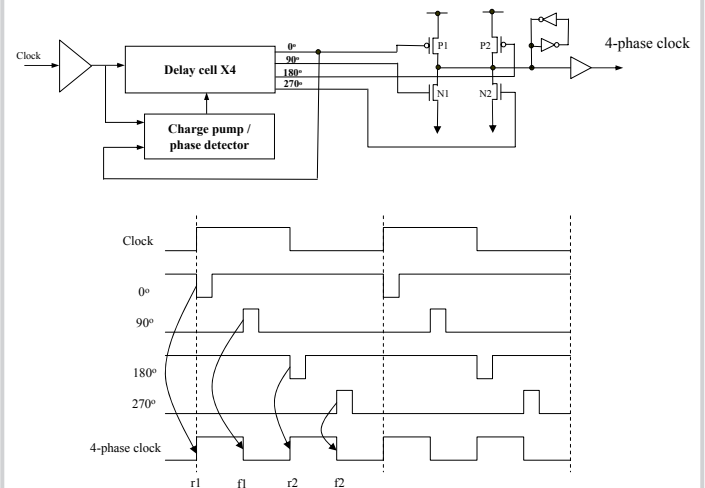 Clock
Delay cell X4
0º
90º
180º
270º
Charge pump /
phase detector
P1
P2
N1
N2
4-phase clock
Clock
0º
90º
180º
270º
4-phase clock
r1
f1
r2
f2